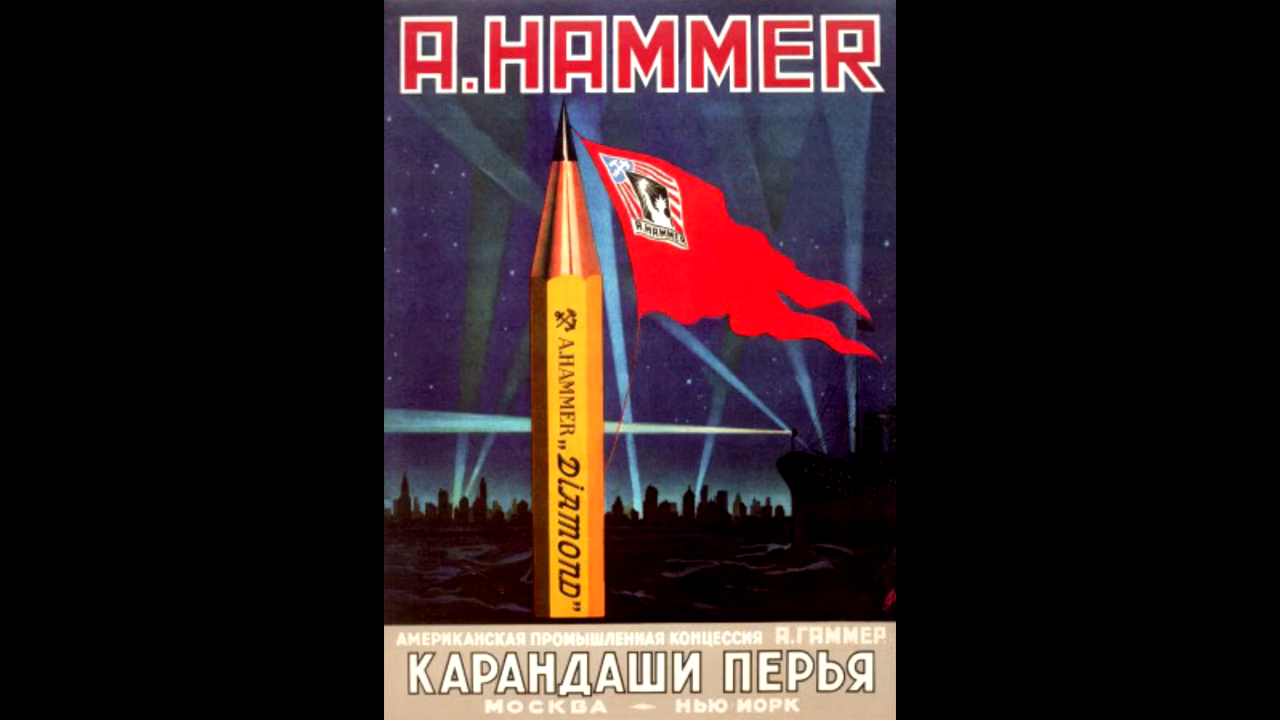 A.HAMMER
A.HAMMER
A.HAMMER „DiAMOND”
АМЕРИКАНСКАЯ ПРОМЫШЛЕННАЯ КОНЦЕССИЯ А.ГАММЕР
КАРАНДАШИ ПЕРЬЯ
МОСКВА — НЬЮ-ИОРК